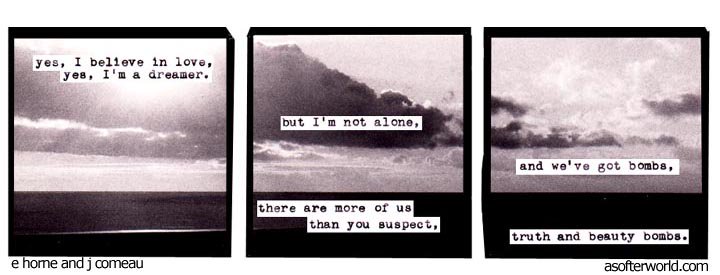 yes, I believe in love,
yes, I'm a dreamer.
but I'm not alone,
there are more of us
than you suspect,
and we've got bombs,
truth and beauty bombs.
e horne and j comeau
asofterworld.com